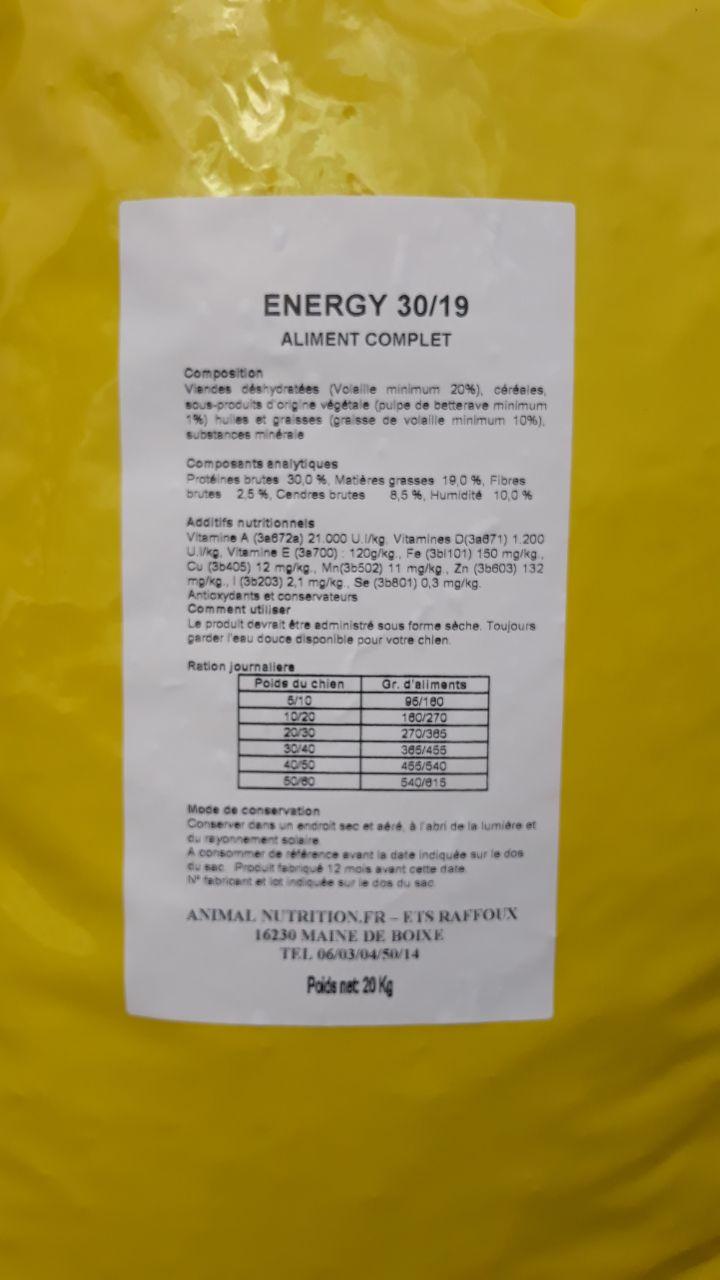 ENERGY 30/19
ALIMENT COMPLET
Composition
Viandes déshydratées (Volaille minimum 20%), céréales,
sous-produits d'origine végétale (pulpe de betterave minimum
1%) huiles et graisses (graisse de volaille minimum 10%),
substances minérale
Composants analytiques
Protéines brutes 30,0 %, Matières grasses 19,0 %, Fibres
brutes 2,5 %, Cendres brutes 8,5 %, Humidité 10,0 %
Additifs nutritionnels
Vitamine A (3a672a) 21.000 U.I/kg, Vitamines D(3a671) 1.200
U.I/kg, Vitamine E (3a700) : 120g/kg., Fe (3bl101) 150 mg/kg.,
Cu (3b405) 12 mg/kg., Mn(3b502) 11 mg/kg., Zn (3b603) 132
mg/kg., I (3b203) 2,1 mg/kg., Se (3b801) 0,3 mg/kg.
Antioxydants et conservateurs
Comment utiliser
Le produit devrait être administré sous forme sèche. Toujours
garder l'eau douce disponible pour votre chien.
Ration journaliere
Poids du chien Gr. d'aliments
5/10 95/160
10/20 160/270
20/30 270/365
30/40 365/455
40/50 455/540
50/60 540/615
Mode de conservation
Conserver dans un endroit sec et aéré, à l'abri de la lumière et
du rayonnement solaire
A consommer de référence avant la date indiquée sur le dos
du sac. Produit fabriqué 12 mois avant cette date.
N° fabricant et lot indiquée sur le dos du sac
ANIMAL NUTRITION.FR – ETS RAFFOUX
16230 MAINE DE BOIXE
TEL 06/03/04/50/14
Poids net: 20 Kg